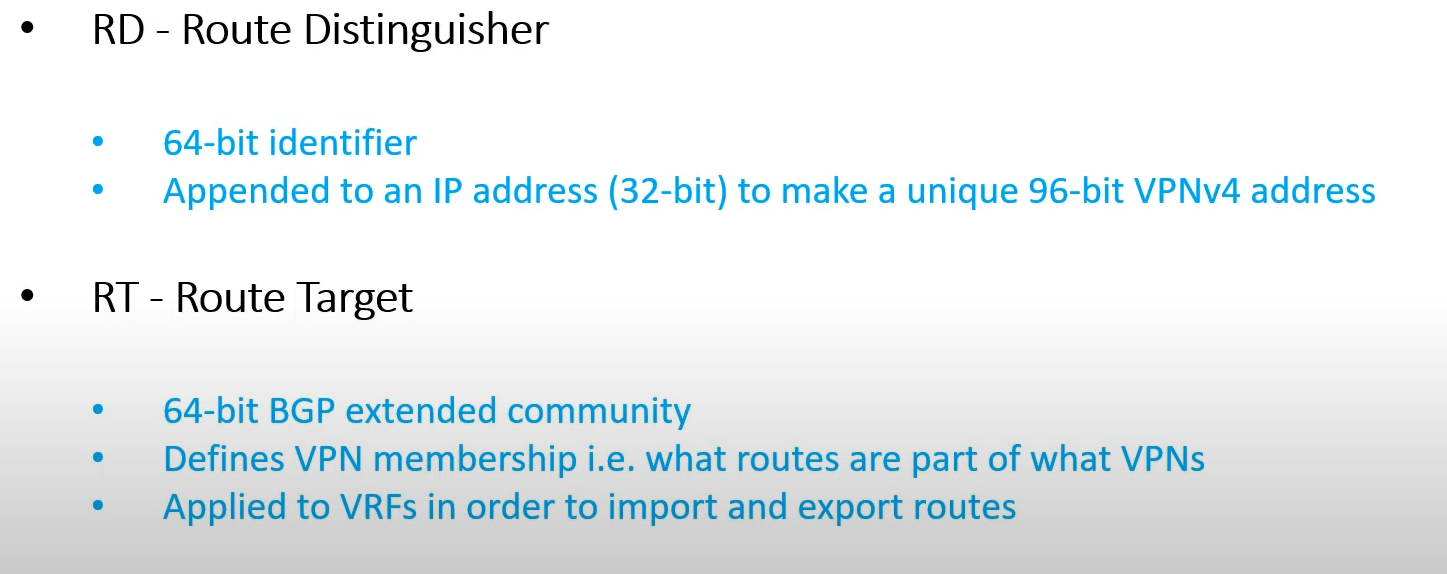 • RD - Route Distinguisher
• 64-bit identifier
• Appended to an IP address (32-bit) to make a unique 96-bit VPNv4 address
• RT - Route Target
• 64-bit BGP extended community
• Defines VPN membership i.e. what routes are part of what VPNs
• Applied to VRFs in order to import and export routes